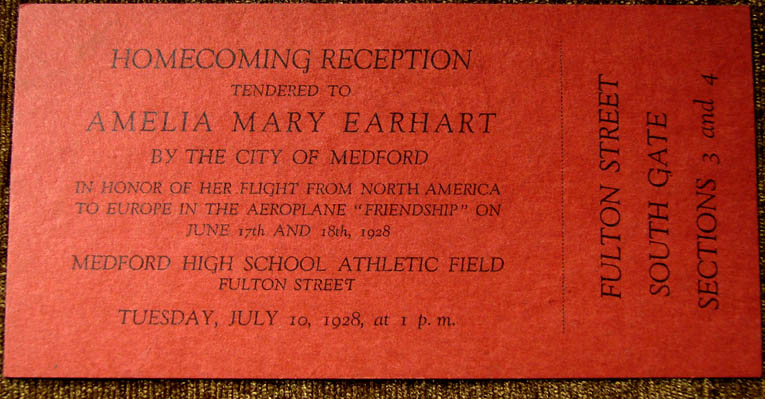 HOMECOMING RECEPTION
TENDERED TO
AMELIA MARY EARHART
BY THE CITY OF MEDFORD
IN HONOR OF HER FLIGHT FROM NORTH AMERICA
TO EUROPE IN THE AEROPLANE "FRIENDSHIP" ON
JUNE 17th AND 18th, 1928
MEDFORD HIGH SCHOOL ATHLETIC FIELD
FULTON STREET
TUESDAY, JULY 10, 1928, at 1 p. m.
FULTON STREET
SOUTH GATE
SECTIONS 3 and 4